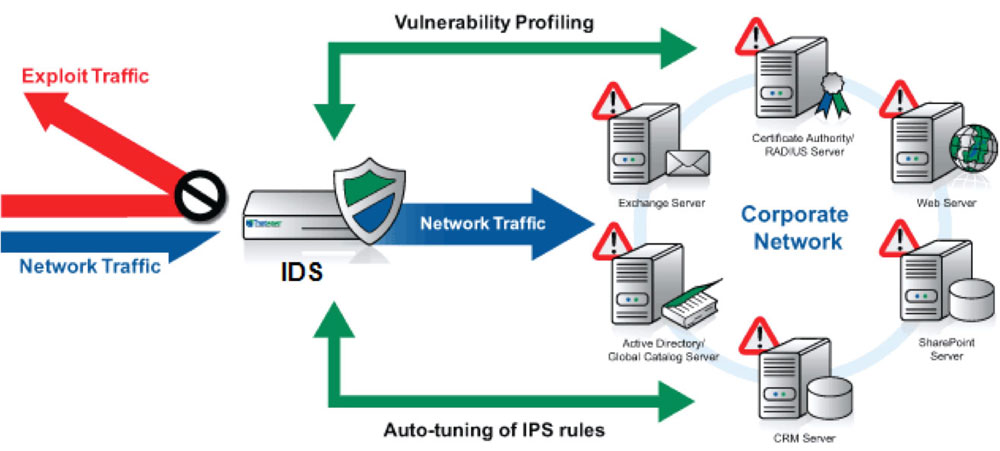 Vulnerability Profiling
Exploit Traffic
Network Traffic
IDS
Network Traffic
Auto-tuning of IPS rules
Certificate Authority/
RADIUS Server
Exchange Server
Web Server
Corporate
Network
Active Directory/
Global Catalog Server
SharePoint
Server
CRM Server